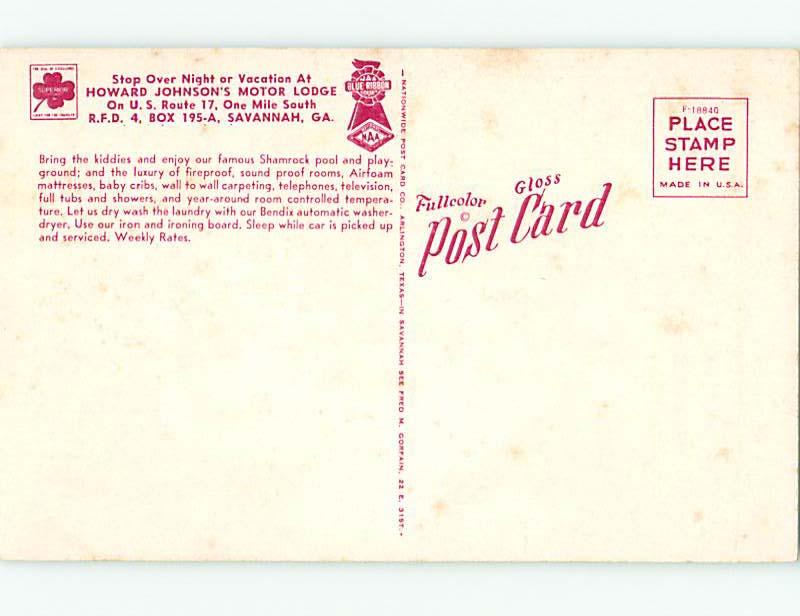 SUPERIOR
Stop Over Night or Vacation At
HOWARD JOHNSON'S MOTOR LODGE
On U. S. Route 17, One Mile South
R.F.D. 4, BOX 195-A, SAVANNAH, GA.
BLUE RIBBON
NAA
Bring the kiddies and enjoy our famous Shamrock pool and play-
ground; and the luxury of fireproof, sound proof rooms, Airfoam
mattresses, baby cribs, wall to wall carpeting, telephones, television,
full tubs and showers, and year-around room controlled tempera-
ture. Let us dry wash the laundry with our Bendix automatic washer-
dryer. Use our iron and ironing board. Sleep while car is picked up
and serviced. Weekly Rates.
— NATIONWIDE POST CARD CO., ARLINGTON, TEXAS—IN SAVANNAH SEE FRED M. GORFAIN, 22 E. 31ST.
Fullcolor Gloss
©
Post Card
F-18840
PLACE
STAMP
HERE
MADE IN U.S.A.